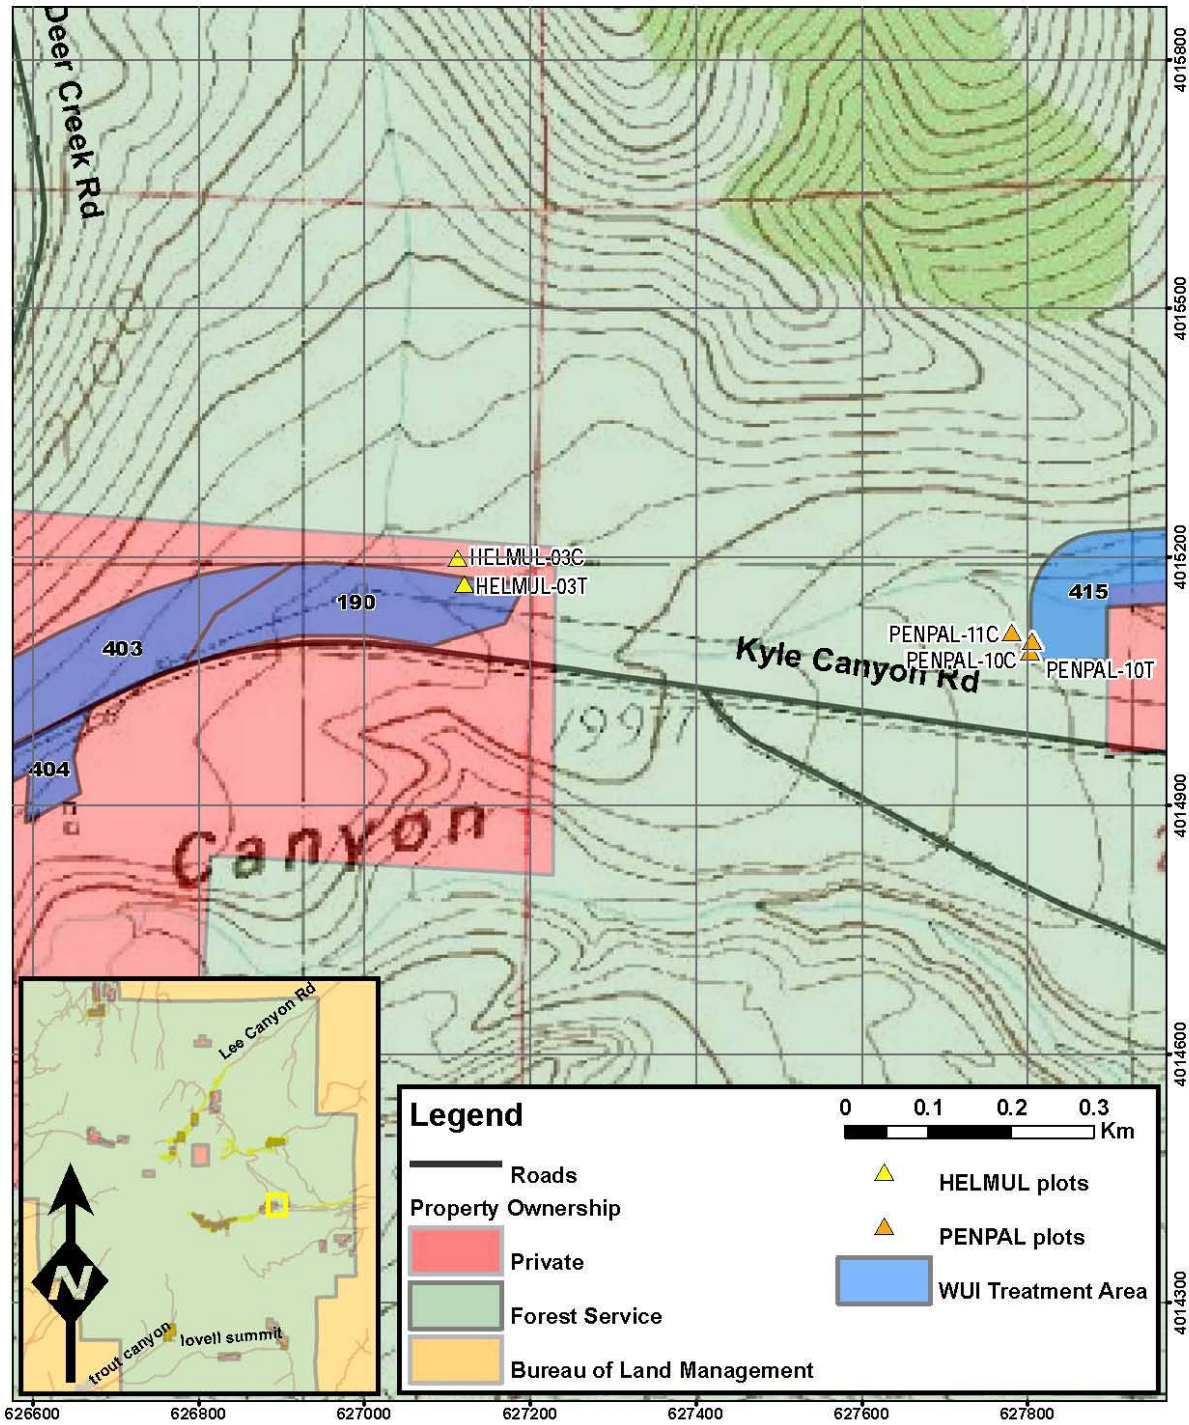 Deer Creek Rd
4015800
4015500
HELMUL-03C
4015200
HELMUL-03T
190
415
403
PENPAL-11C
PENPAL-10C
PENPAL-10T
Kyle Canyon Rd
404
4014900
Canyon
4014600
Lee Canyon Rd
N
trout canyon
lovell summit
Legend
Roads
Property Ownership
Private
Forest Service
Bureau of Land Management
0 0.1 0.2 0.3
Km
HELMUL plots
PENPAL plots
WUI Treatment Area
4014300
626600 626800 627000 627200 627400 627600 627800